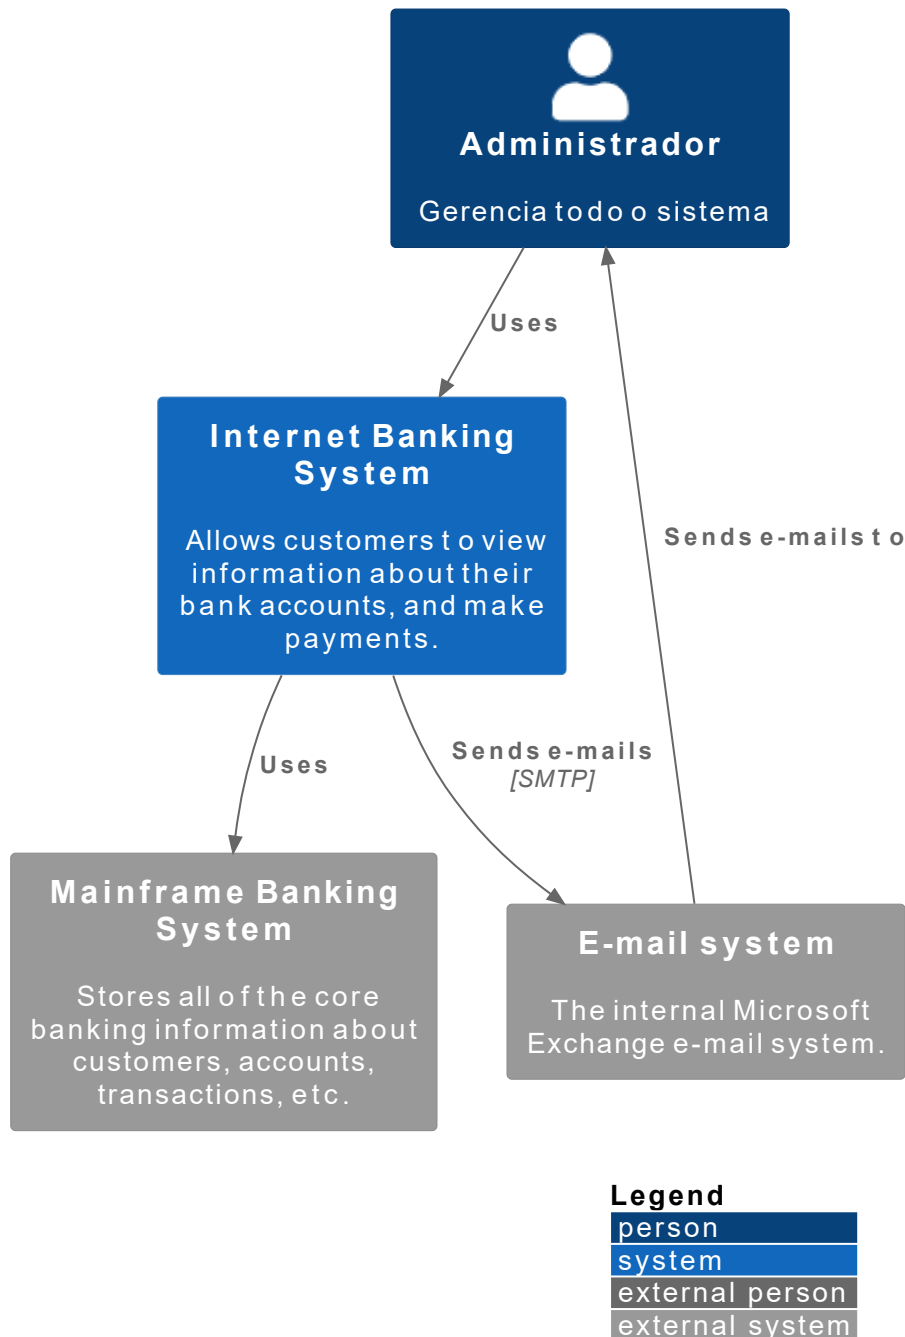 Administrador
Gerencia todo o sistema
Uses
Internet Banking
System
Allows customers to view
information about their
bank accounts, and make
payments.
Sends e-mails to
Uses
Sends e-mails
[SMTP]
Mainframe Banking
System
Stores all of the core
banking information about
customers, accounts,
transactions, etc.
E-mail system
The internal Microsoft
Exchange e-mail system.
Legend
person
system
external person
external system